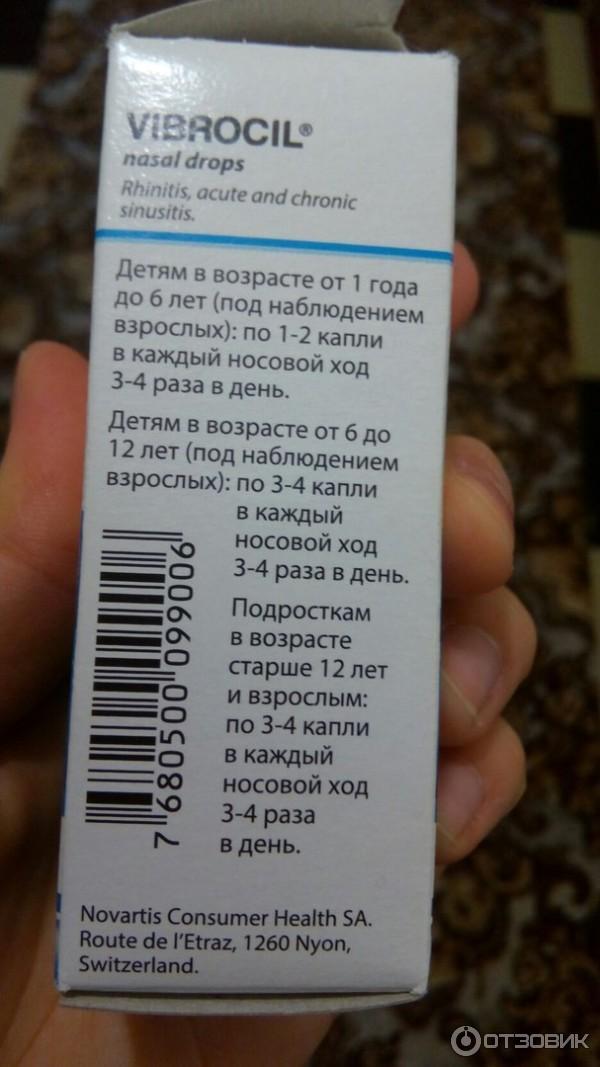 VIBROCIL®
nasal drops
Rhinitis, acute and chronic
sinusitis.
Детям в возрасте от 1 года
до 6 лет (под наблюдением
взрослых): по 1-2 капли
в каждый носовой ход
3-4 раза в день.
Детям в возрасте от 6 до
12 лет (под наблюдением
взрослых): по 3-4 капли
в каждый
носовой ход
3-4 раза в день.
Подросткам
в возрасте
старше 12 лет
и взрослым:
по 3-4 капли
в каждый
носовой ход
3-4 раза
в день.
7 680500 099006
Novartis Consumer Health SA.
Route de l'Etraz, 1260 Nyon,
Switzerland.
ОТЗОВИК